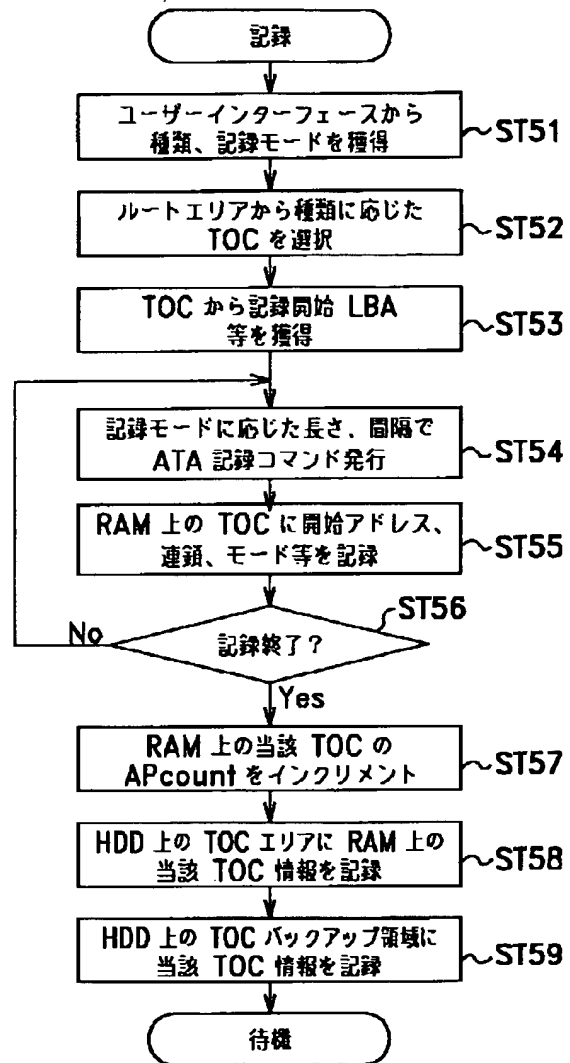 記録
ユーザーインターフェースから
種類、記録モードを獲得
ST51
ルートエリアから種類に応じた
TOC を選択
ST52
TOC から記録開始 LBA
等を獲得
ST53
記録モードに応じた長さ、間隔で
ATA 記録コマンド発行
ST54
RAM 上の TOC に開始アドレス、
連鎖、モード等を記録
ST55
ST56
記録終了？
No
Yes
RAM 上の当該 TOC の
APcount をインクリメント
ST57
HDD 上の TOC エリアに RAM 上の
当該 TOC 情報を記録
ST58
HDD 上の TOC バックアップ領域に
当該 TOC 情報を記録
ST59
待機